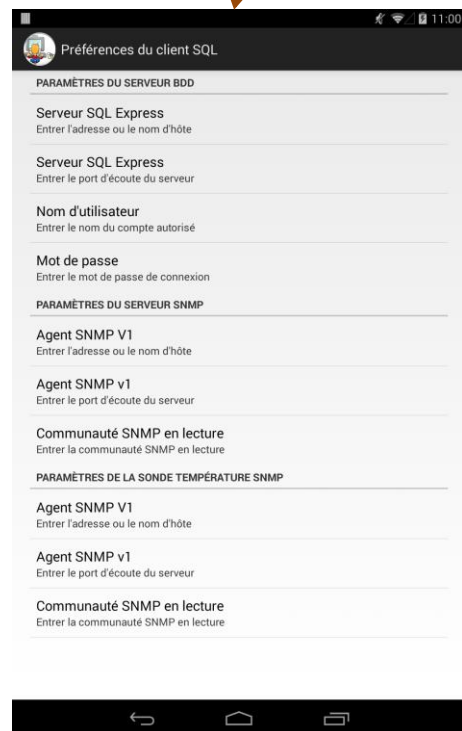 11:00
Préférences du client SQL
PARAMÈTRES DU SERVEUR BDD
Serveur SQL Express
Entrer l'adresse ou le nom d'hôte
Serveur SQL Express
Entrer le port d'écoute du serveur
Nom d'utilisateur
Entrer le nom du compte autorisé
Mot de passe
Entrer le mot de passe de connexion
PARAMÈTRES DU SERVEUR SNMP
Agent SNMP V1
Entrer l'adresse ou le nom d'hôte
Agent SNMP v1
Entrer le port d'écoute du serveur
Communauté SNMP en lecture
Entrer la communauté SNMP en lecture
PARAMÈTRES DE LA SONDE TEMPÉRATURE SNMP
Agent SNMP V1
Entrer l'adresse ou le nom d'hôte
Agent SNMP v1
Entrer le port d'écoute du serveur
Communauté SNMP en lecture
Entrer la communauté SNMP en lecture